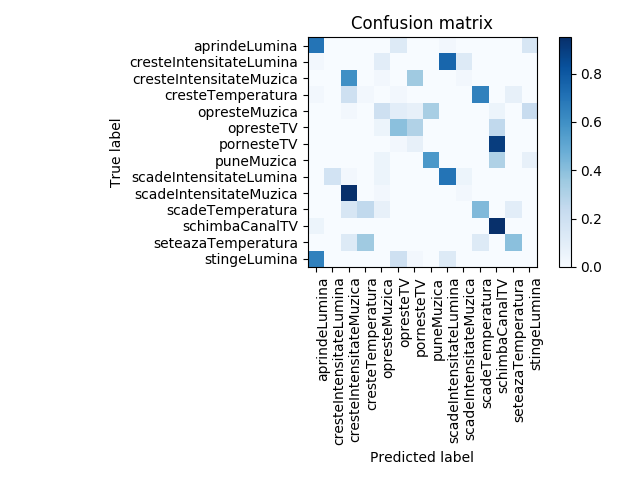 Confusion matrix
True label
aprindeLumina
cresteIntensitateLumina
cresteIntensitateMuzica
cresteTemperatura
opresteMuzica
opresteTV
pornesteTV
puneMuzica
scadeIntensitateLumina
scadeIntensitateMuzica
scadeTemperatura
schimbaCanalTV
seteazaTemperatura
stingeLumina
aprindeLumina
cresteIntensitateLumina
cresteIntensitateMuzica
cresteTemperatura
opresteMuzica
opresteTV
pornesteTV
puneMuzica
scadeIntensitateLumina
scadeIntensitateMuzica
scadeTemperatura
schimbaCanalTV
seteazaTemperatura
stingeLumina
Predicted label
0.8
0.6
0.4
0.2
0.0